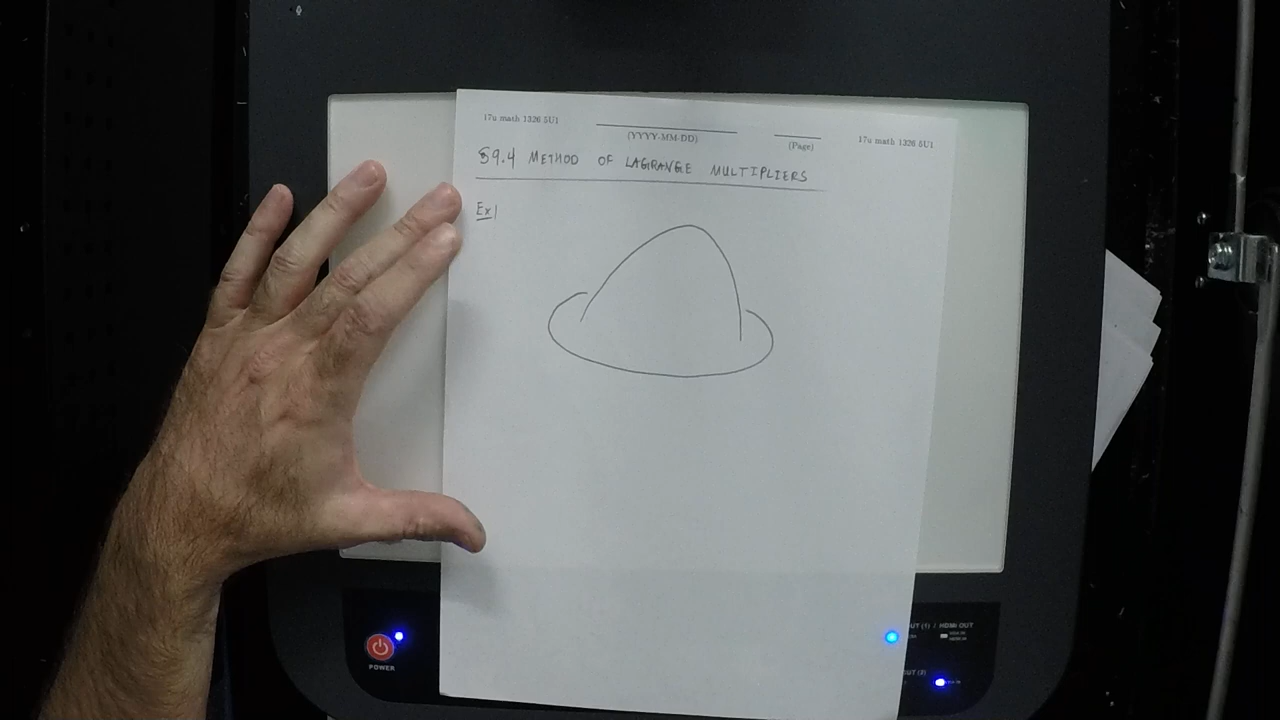 17u math 1326 5U1
(YYYY-MM-DD)
(Page)
17u math 1326 5U1
§9.4 METHOD OF LAGRANGE MULTIPLIERS
Ex1
POWER